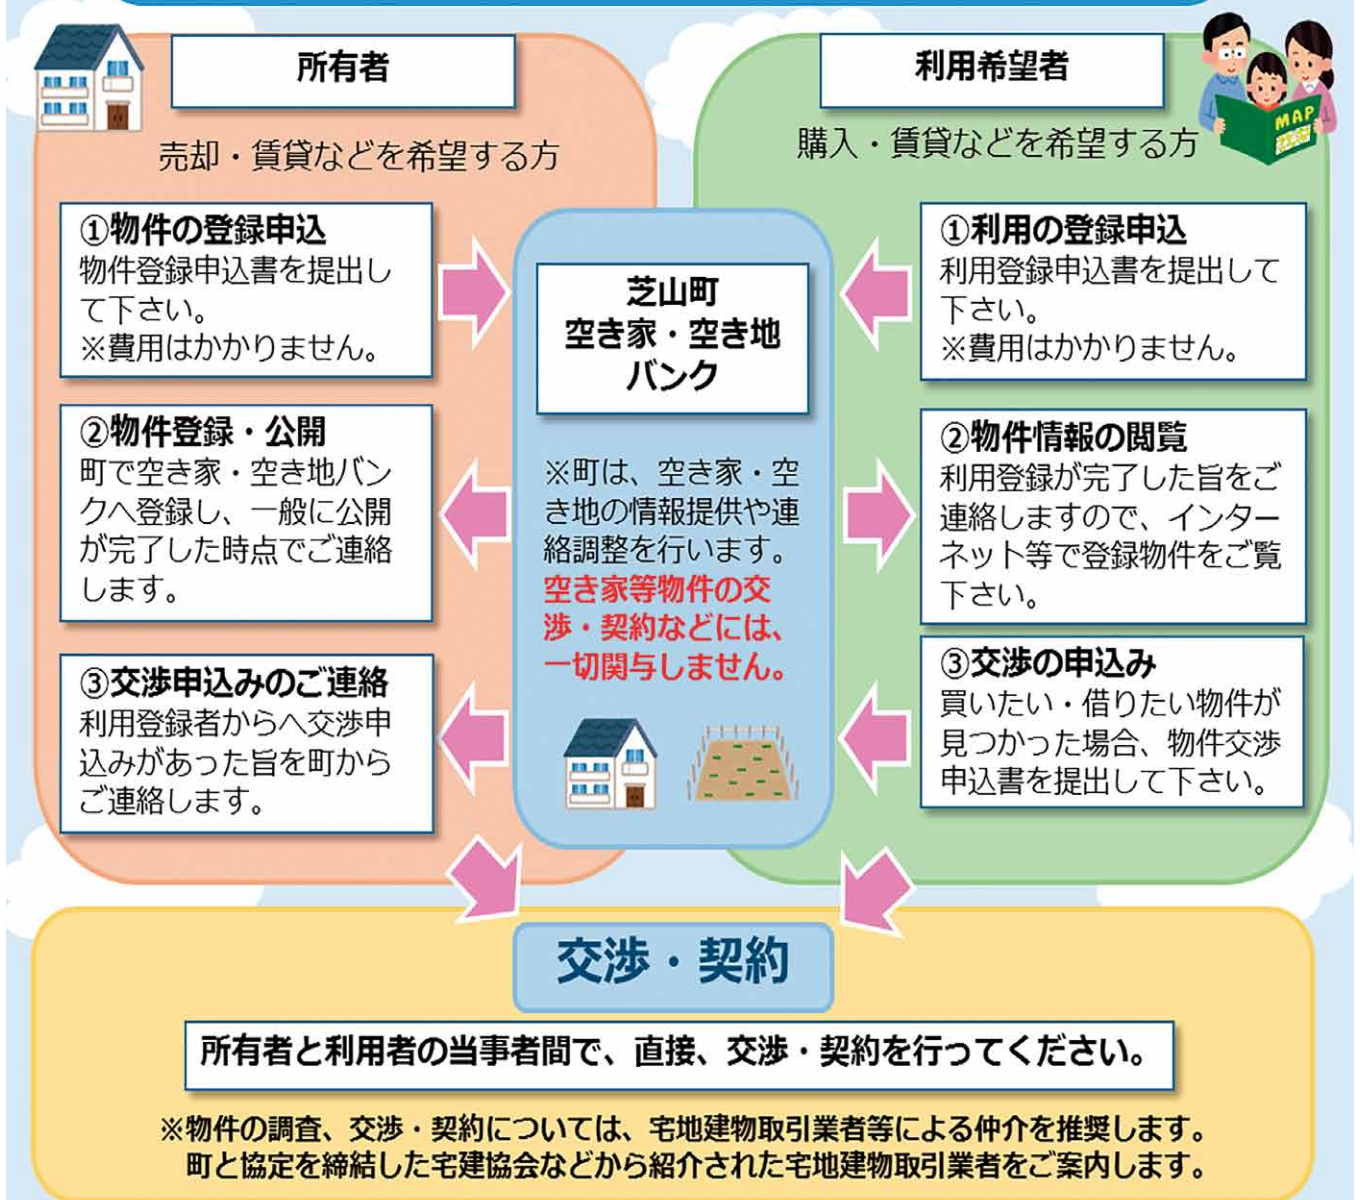 所有者
売却・賃貸などを希望する方
①物件の登録申込
物件登録申込書を提出し
て下さい。
※費用はかかりません。
②物件登録・公開
町で空き家・空き地バン
クへ登録し、一般に公開
が完了した時点でご連絡
します。
③交渉申込みのご連絡
利用登録者からへ交渉申
込みがあった旨を町から
ご連絡します。
芝山町
空き家・空き地
バンク
※町は、空き家・空
き地の情報提供や連
絡調整を行います。
空き家等物件の交
渉・契約などには、
一切関与しません。
利用希望者
MAP
購入・賃貸などを希望する方
①利用の登録申込
利用登録申込書を提出して
下さい。
※費用はかかりません。
②物件情報の閲覧
利用登録が完了した旨をご
連絡しますので、インター
ネット等で登録物件をご覧
下さい。
③交渉の申込み
買いたい・借りたい物件が
見つかった場合、物件交渉
申込書を提出して下さい。
交渉・契約
所有者と利用者の当事者間で、直接、交渉・契約を行ってください。
※物件の調査、交渉・契約については、宅地建物取引業者等による仲介を推奨します。
町と協定を締結した宅建協会などから紹介された宅地建物取引業者をご案内します。